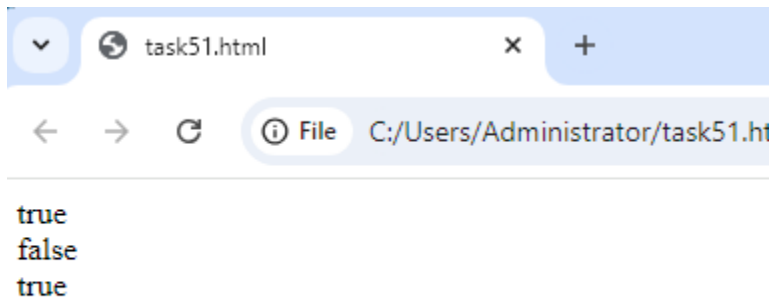 task51.html
File C:/Users/Administrator/task51.ht
true
false
true